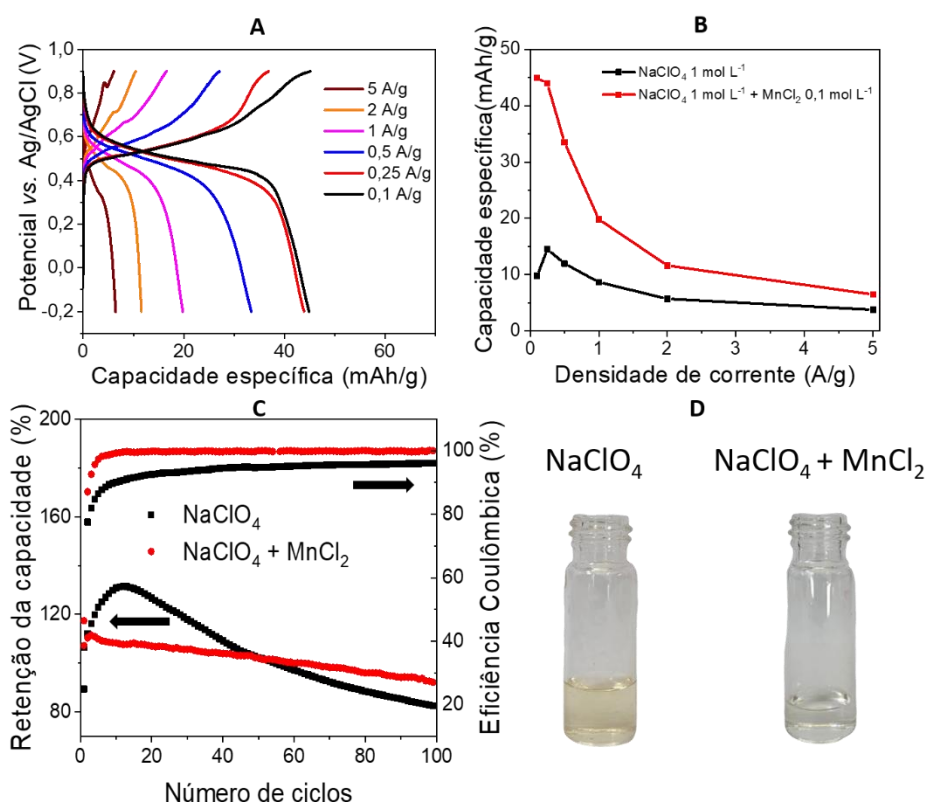 A
Potencial vs. Ag/AgCl (V)
1,0
0,8
0,6
0,4
0,2
0,0
-0,2
5 A/g
2 A/g
1 A/g
0,5 A/g
0,25 A/g
0,1 A/g
0 20 40 60
Capacidade específica (mAh/g)
B
Capacidade específica(mAh/g)
50
40
30
20
10
0
NaClO4 1 mol L-1
NaClO4 1 mol L-1 + MnCl2 0,1 mol L-1
0 1 2 3 4 5
Densidade de corrente (A/g)
C
Retenção da capacidade (%)
200
180
160
140
120
100
80
NaClO4
NaClO4 + MnCl2
100
80
60
40
20
Eficiência Coulômbica (%)
0 20 40 60 80 100
Número de ciclos
D
NaClO4 NaClO4 + MnCl2